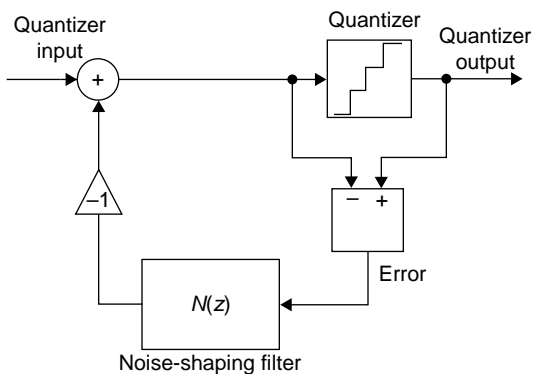 Quantizer
input
Quantizer
Quantizer
output
+
− +
–1
Error
N(z)
Noise-shaping filter